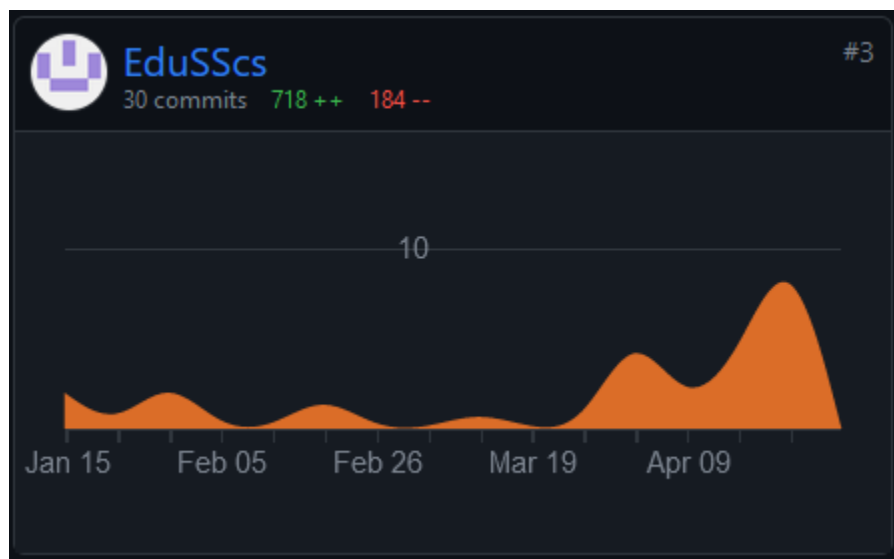 EduSScs
#3
30 commits 718 ++ 184 --
10
Jan 15 Feb 05 Feb 26 Mar 19 Apr 09